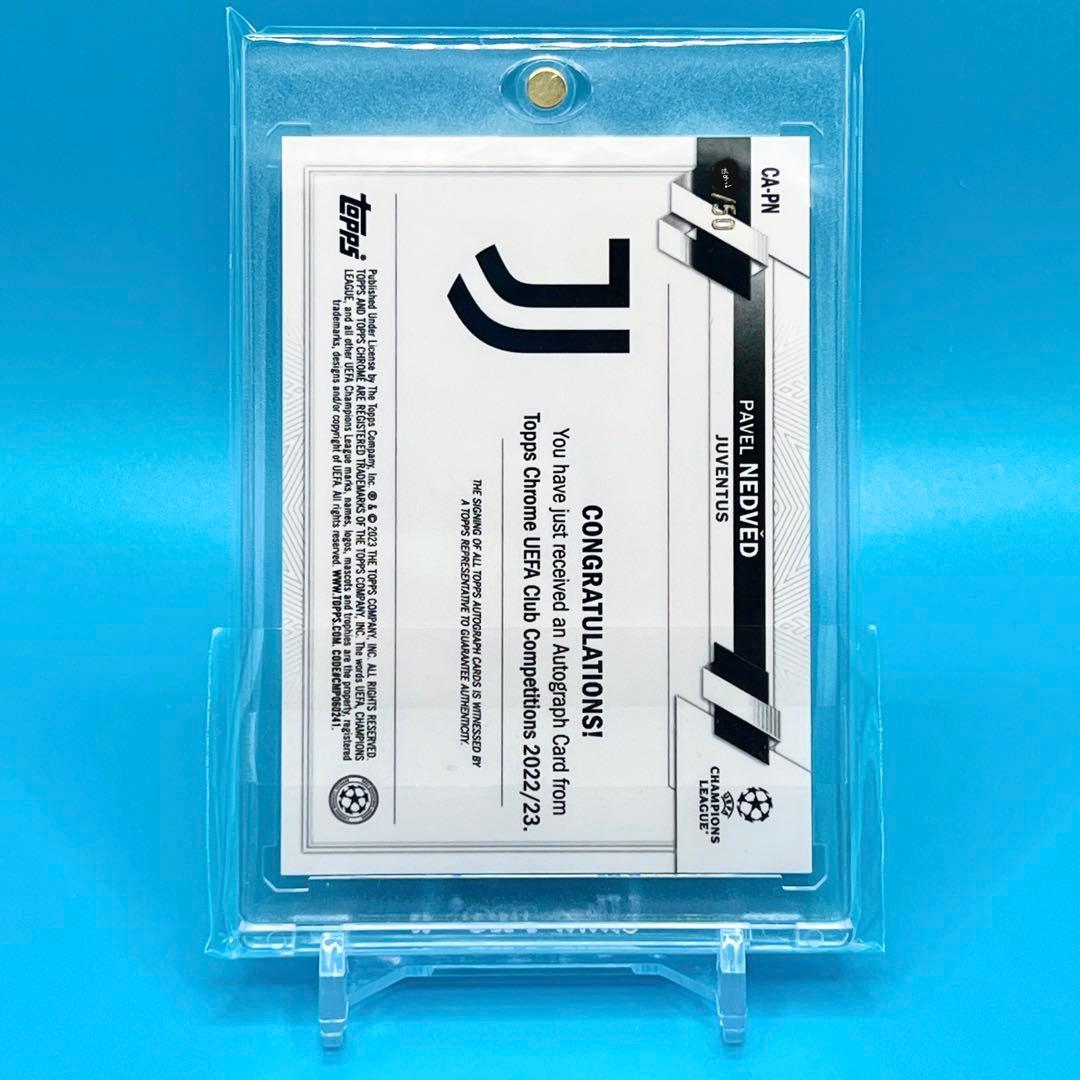 CA-PN
/50
PAVEL NEDVĚD
JUVENTUS
UEFA
CHAMPIONS
LEAGUE®
CONGRATULATIONS!
You have just received an Autograph Card from
Topps Chrome UEFA Club Competitions 2022/23.
THE SIGNING OF ALL TOPPS AUTOGRAPH CARDS IS WITNESSED BY
A TOPPS REPRESENTATIVE TO GUARANTEE AUTHENTICITY.
topps®
Published Under License by The Topps Company, Inc. ® & © 2023 THE TOPPS COMPANY, INC. ALL RIGHTS RESERVED.
TOPPS AND TOPPS CHROME ARE REGISTERED TRADEMARKS OF THE TOPPS COMPANY, INC. The words UEFA, CHAMPIONS
LEAGUE, and all other UEFA Champions League marks, names, logos, mascots and trophies are the property, registered
trademarks, designs and/or copyright of UEFA. All rights reserved. WWW.TOPPS.COM. CODE#CMP060241.